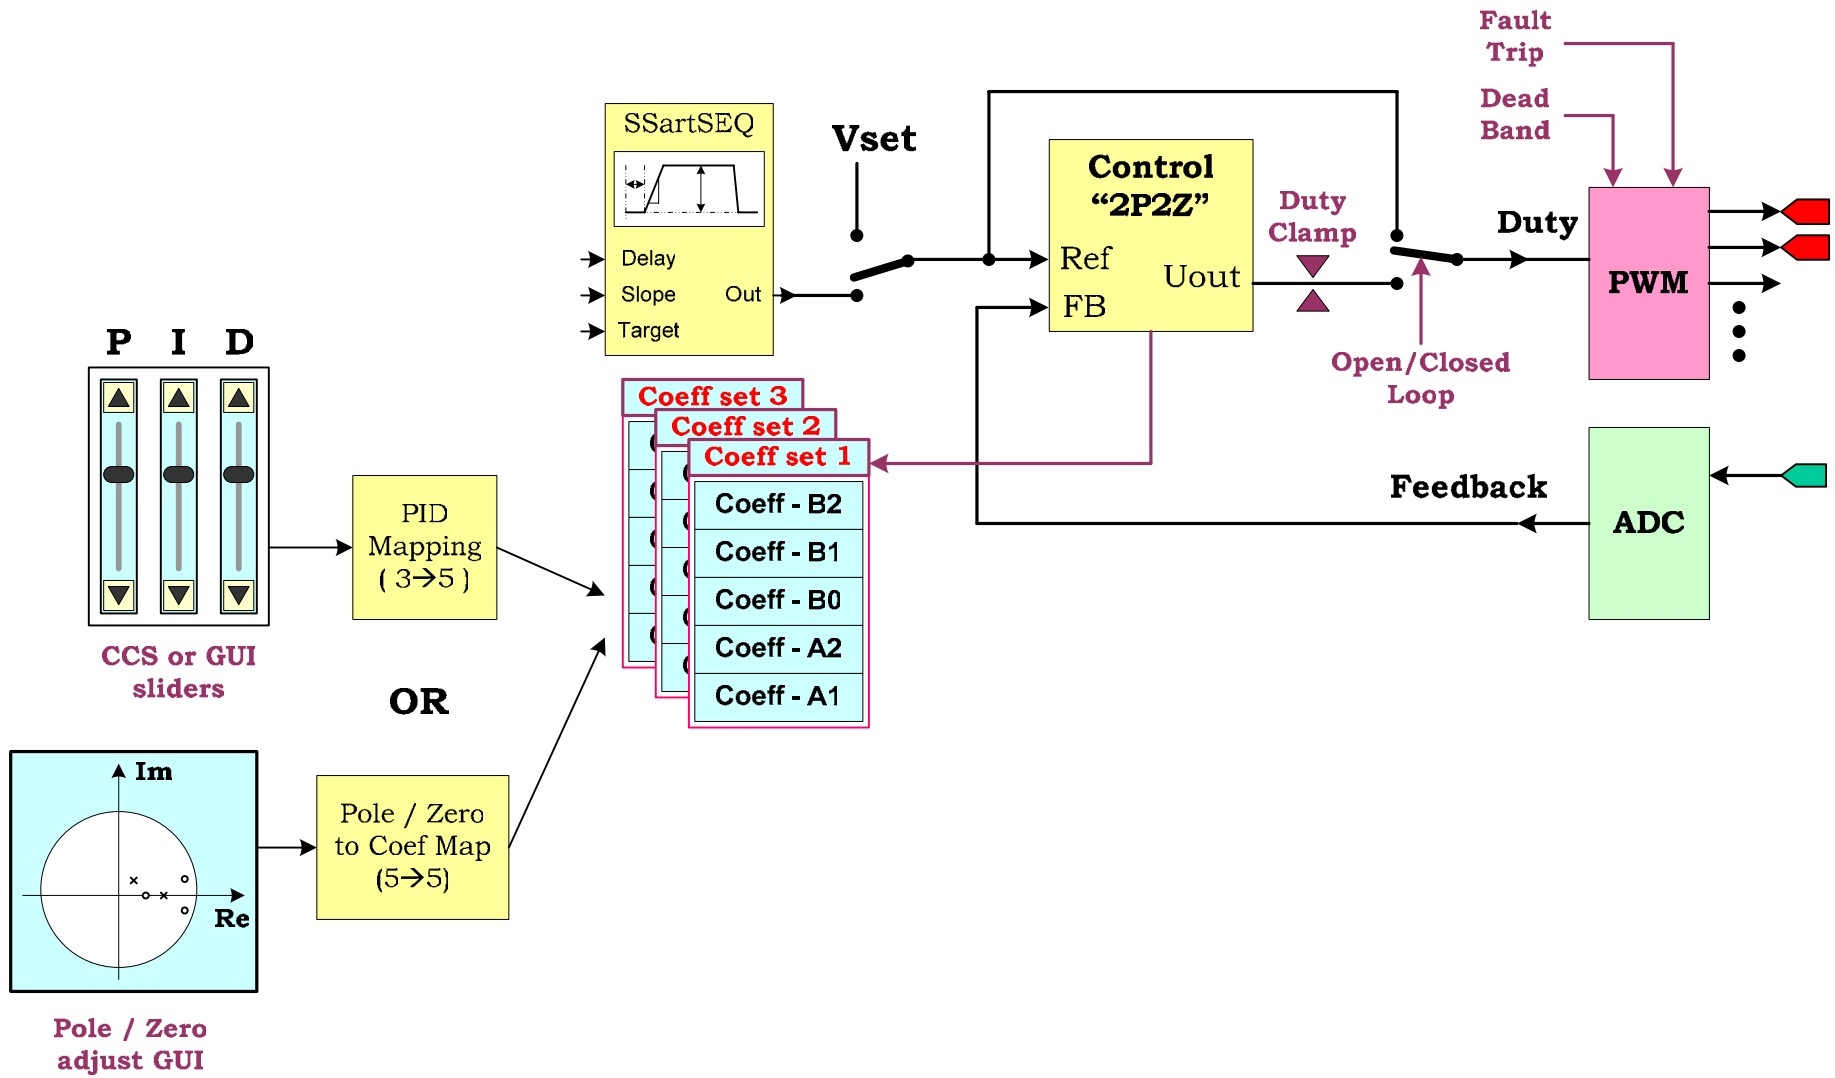 Fault
Trip
Dead
Band
SSartSEQ
Delay
Slope
Out
Target
Vset
Control
“2P2Z”
Ref
Uout
FB
Duty
Clamp
Open/Closed
Loop
Duty
PWM
Feedback
ADC
P I D
CCS or GUI
sliders
PID
Mapping
( 3→5 )
OR
Im
Re
Pole / Zero
adjust GUI
Pole / Zero
to Coef Map
(5→5)
Coeff set 3
Coeff set 2
Coeff set 1
Coeff - B2
Coeff - B1
Coeff - B0
Coeff - A2
Coeff - A1